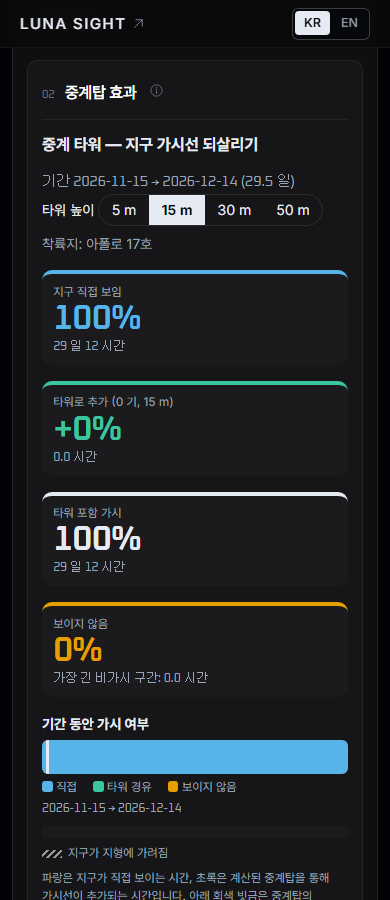 LUNA SIGHT ↗
KR EN
02 중계탑 효과 ⓘ
중계 타워 — 지구 가시선 되살리기
기간 2026-11-15 → 2026-12-14 (29.5 일)
타워 높이 5 m 15 m 30 m 50 m
착륙지: 아폴로 17호
지구 직접 보임
100%
29 일 12 시간
타워로 추가 (0 기, 15 m)
+0%
0.0 시간
타워 포함 가시
100%
29 일 12 시간
보이지 않음
0%
가장 긴 비가시 구간: 0.0 시간
기간 동안 가시 여부
직접 타워 경유 보이지 않음
2026-11-15 → 2026-12-14
지구가 지형에 가려짐
파랑은 지구가 직접 보이는 시간, 초록은 계산된 중계탑을 통해
가시선이 추가되는 시간입니다. 아래 회색 빗금은 중계탑의